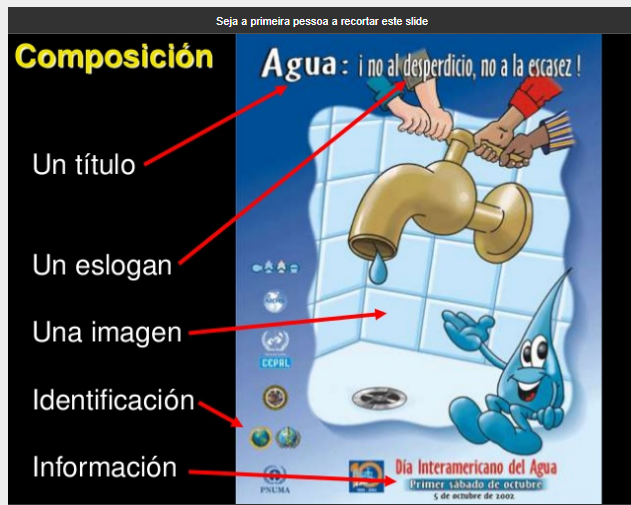 Seja a primeira pessoa a recortar este slide
Composición
Agua: ¡ no al desperdicio, no a la escasez !
Un título
Un eslogan
Una imagen
CEPAL
Identificación
Información
PNUMA
Día Interamericano del Agua
Primer sábado de octubre
5 de octubre de 2002